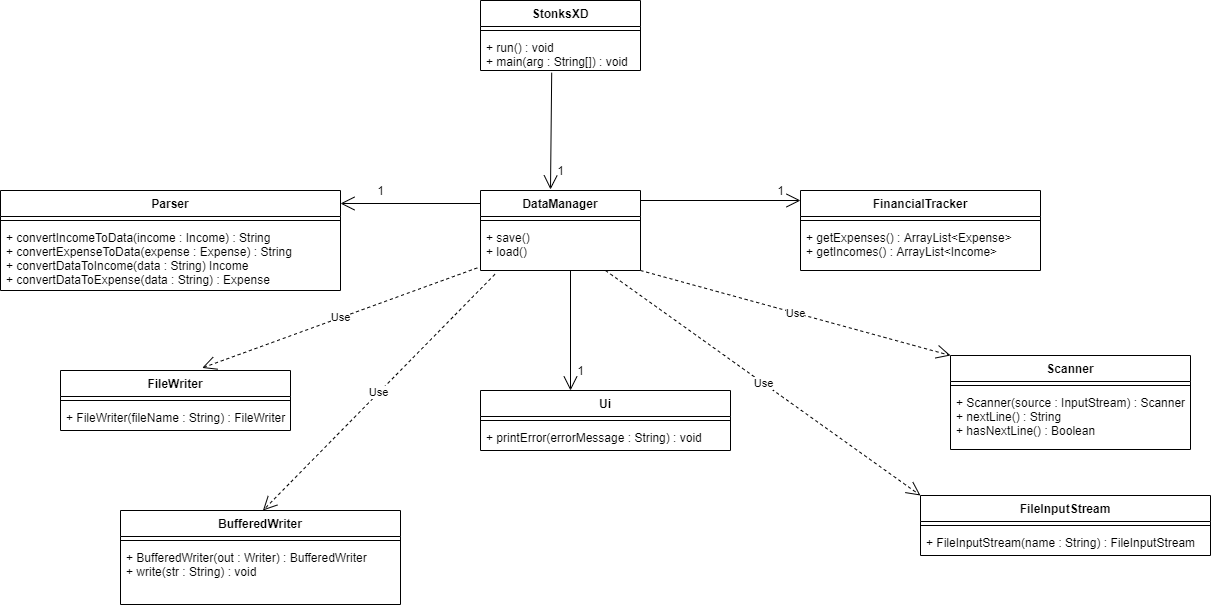 StonksXD
+ run() : void
+ main(arg : String[]) : void
1
Parser
+ convertIncomeToData(income : Income) : String
+ convertExpenseToData(expense : Expense) : String
+ convertDataToIncome(data : String) Income
+ convertDataToExpense(data : String) : Expense
1
DataManager
+ save()
+ load()
1
FinancialTracker
+ getExpenses() : ArrayList<Expense>
+ getIncomes() : ArrayList<Income>
Use
Use
Use
Use
1
FileWriter
+ FileWriter(fileName : String) : FileWriter
Ui
+ printError(errorMessage : String) : void
Scanner
+ Scanner(source : InputStream) : Scanner
+ nextLine() : String
+ hasNextLine() : Boolean
BufferedWriter
+ BufferedWriter(out : Writer) : BufferedWriter
+ write(str : String) : void
FileInputStream
+ FileInputStream(name : String) : FileInputStream